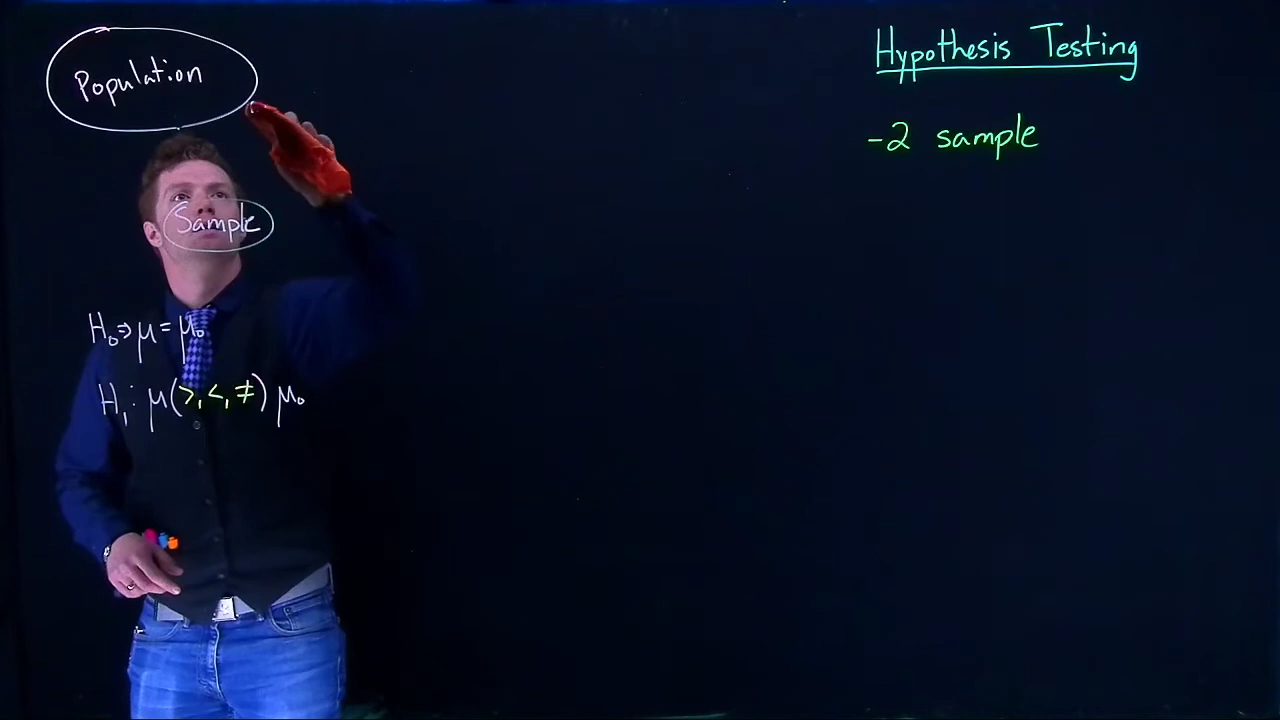 Population
Sample
H₀⇒ μ = μ₀
H₁: μ(>,<,≠) μ₀
Hypothesis Testing
-2 sample